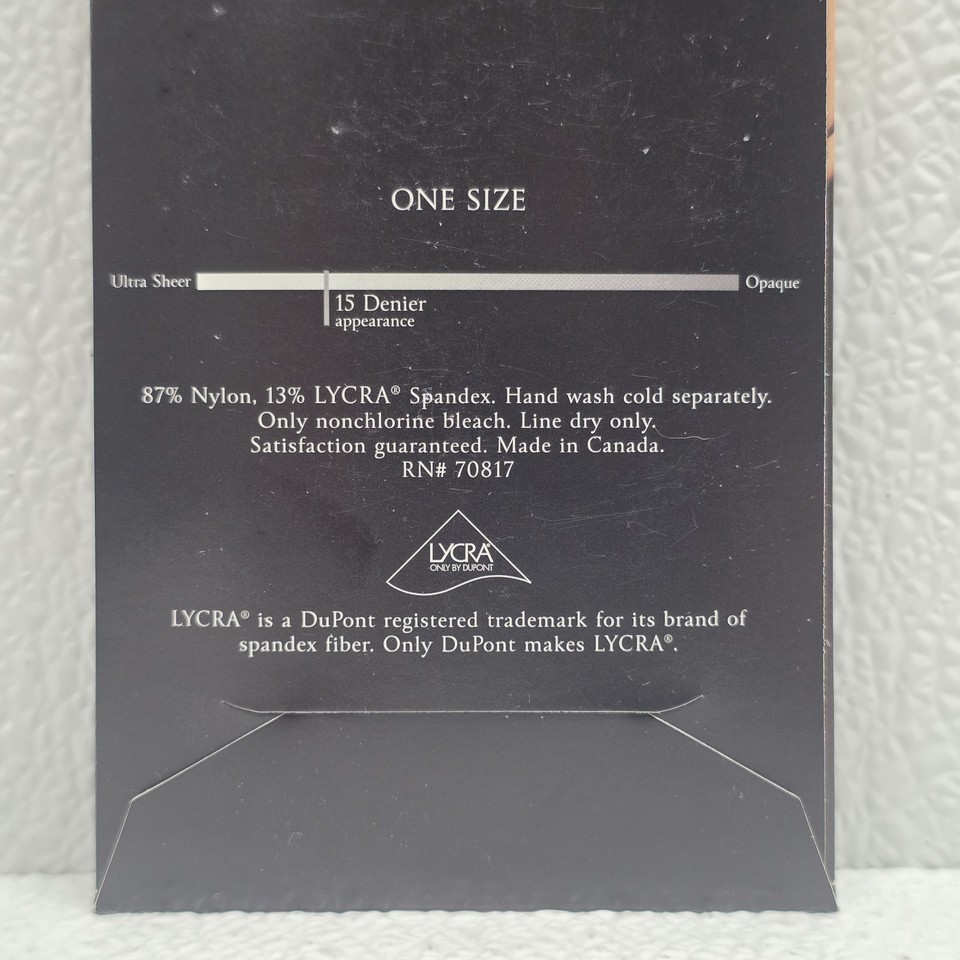 ONE SIZE
Ultra Sheer
Opaque
15 Denier
appearance
87% Nylon, 13% LYCRA® Spandex. Hand wash cold separately.
Only nonchlorine bleach. Line dry only.
Satisfaction guaranteed. Made in Canada.
RN# 70817
LYCRA®
ONLY BY DUPONT
LYCRA® is a DuPont registered trademark for its brand of
spandex fiber. Only DuPont makes LYCRA®.